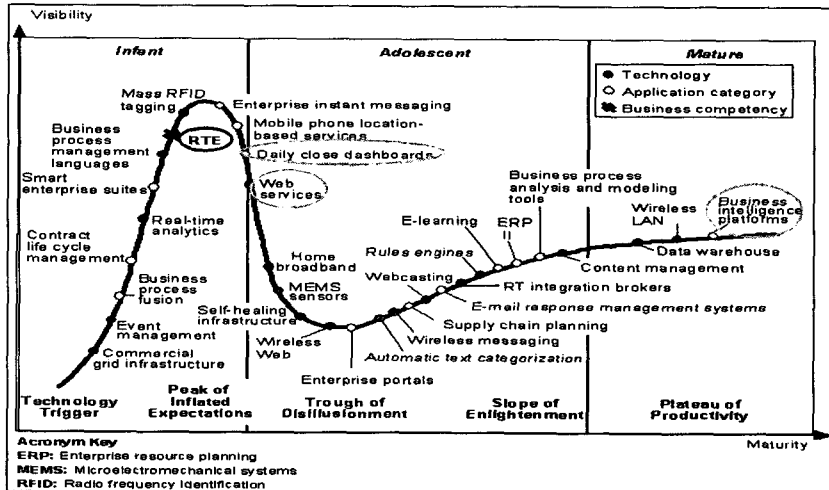 Visibility
Infant
Adolescent
Mature
Technology
Application category
Business competency
Mass RFID
tagging
Enterprise instant messaging
Mobile phone location-
based services
RTE
Daily close dashboards
Business
process
management
languages
Web
services
Smart
enterprise suites
Business process
analysis and modeling
tools
Business
intelligence
platforms
Wireless
LAN
E-learning
ERP
II
Real-time
analytics
Contract
life cycle
management
Home
broadband
Rules engines
Data warehouse
Content management
MEMS
sensors
Webcasting
RT integration brokers
Business
process
fusion
E-mail response management systems
Self-healing
infrastructure
Supply chain planning
Event
management
Wireless
Web
Wireless messaging
Automatic text categorization
Commercial
grid infrastructure
Enterprise portals
Technology
Trigger
Peak of
Inflated
Expectations
Trough of
Disillusionment
Slope of
Enlightenment
Plateau of
Productivity
Maturity
Acronym Key
ERP: Enterprise resource planning
MEMS: Microelectromechanical systems
RFID: Radio frequency identification